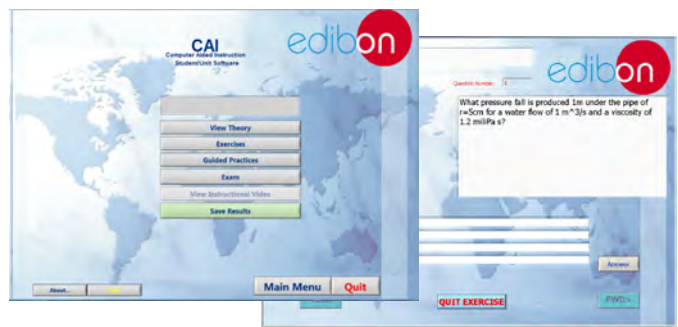 CAI
Computer Aided Instruction
Student/Unit Software
edibon
View Theory
Exercises
Guided Practices
Exam
View Instructional Video
Save Results
About...
Main Menu
Quit
edibon
Question Number: 1
What pressure fall is produced 1m under the pipe of
r=5cm for a water flow of 1 m^3/s and a viscosity of
1.2 miliPa s?
Answer
QUIT EXERCISE
FWD>